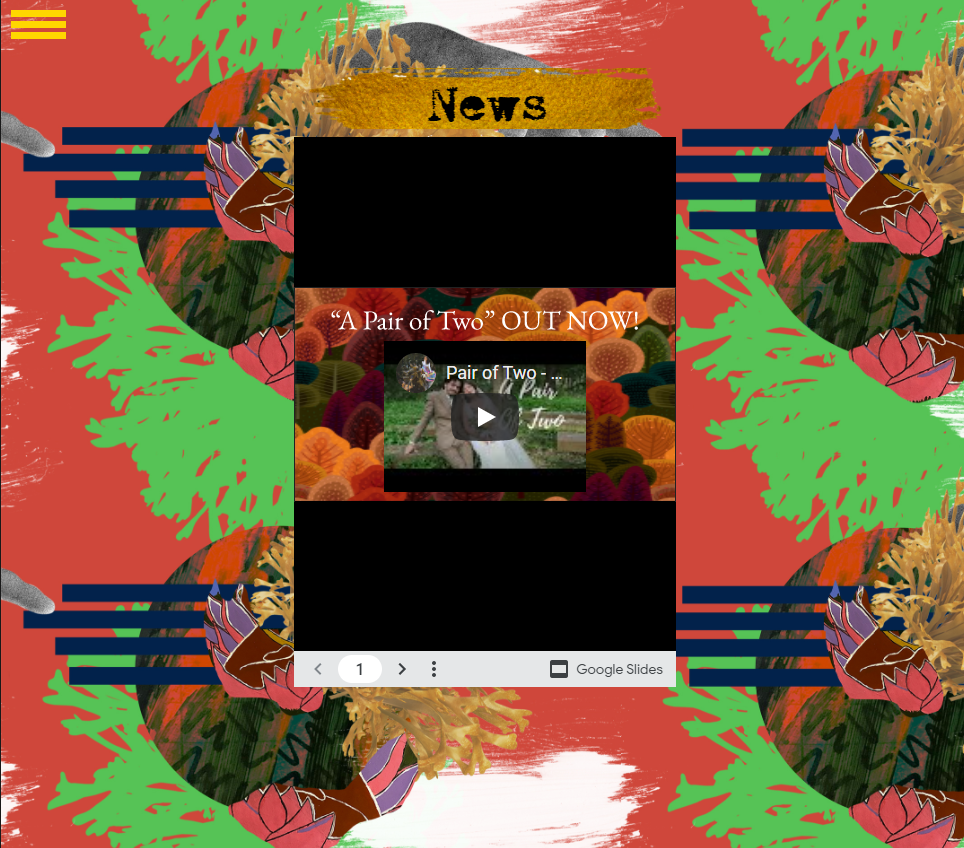 News
“A Pair of Two” OUT NOW!
Pair of Two - ...
A Pair
Of Two
1
Google Slides